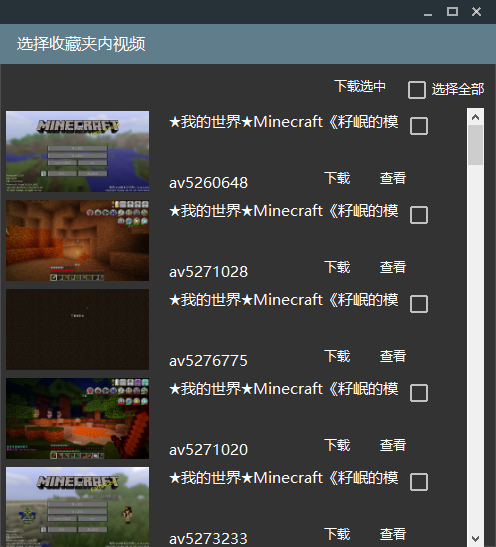 选择收藏夹内视频
下载选中 选择全部
MINECRAFT
★我的世界★Minecraft《籽岷的模
av5260648 下载 查看
★我的世界★Minecraft《籽岷的模
av5271028 下载 查看
★我的世界★Minecraft《籽岷的模
av5276775 下载 查看
★我的世界★Minecraft《籽岷的模
av5271020 下载 查看
MINECRAFT
★我的世界★Minecraft《籽岷的模
av5273233 下载 查看